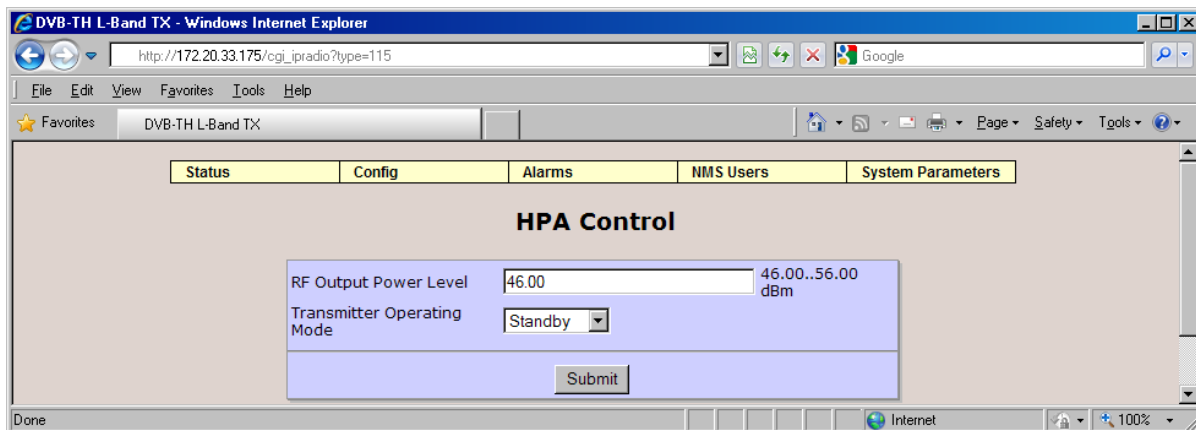 DVB-TH L-Band TX - Windows Internet Explorer
http://172.20.33.175/cgi_ipradio?type=115
Google
File Edit View Favorites Tools Help
Favorites DVB-TH L-Band TX Page Safety Tools
Status Config Alarms NMS Users System Parameters
HPA Control
RF Output Power Level 46.00 46.00..56.00
dBm
Transmitter Operating
Mode Standby
Submit
Done Internet 100%